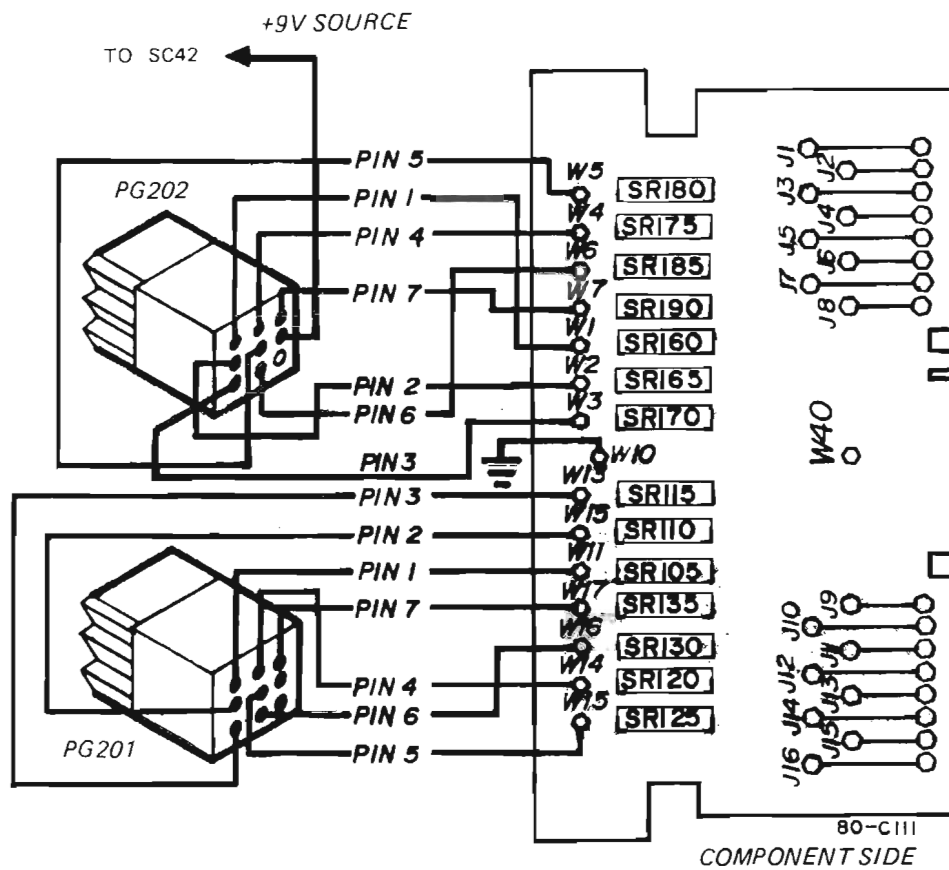 +9V SOURCE
TO SC42
PG202
PIN 5
PIN 1
PIN 4
PIN 7
PIN 2
PIN 6
PIN 3
PIN 3
PIN 2
PIN 1
PIN 7
PIN 4
PIN 6
PIN 5
PG201
W5
SR180
W4
SR175
W6
SR185
W7
SR190
W1
SR160
W2
SR165
W3
SR170
W10
W13
SR115
W15
SR110
W11
SR105
W17
SR135
W16
SR130
W14
SR120
W15
SR125
J1
J2
J3
J4
J5
J6
J7
J8
W40
J9
J10
J11
J12
J13
J14
J15
J16
80-C111
COMPONENT SIDE